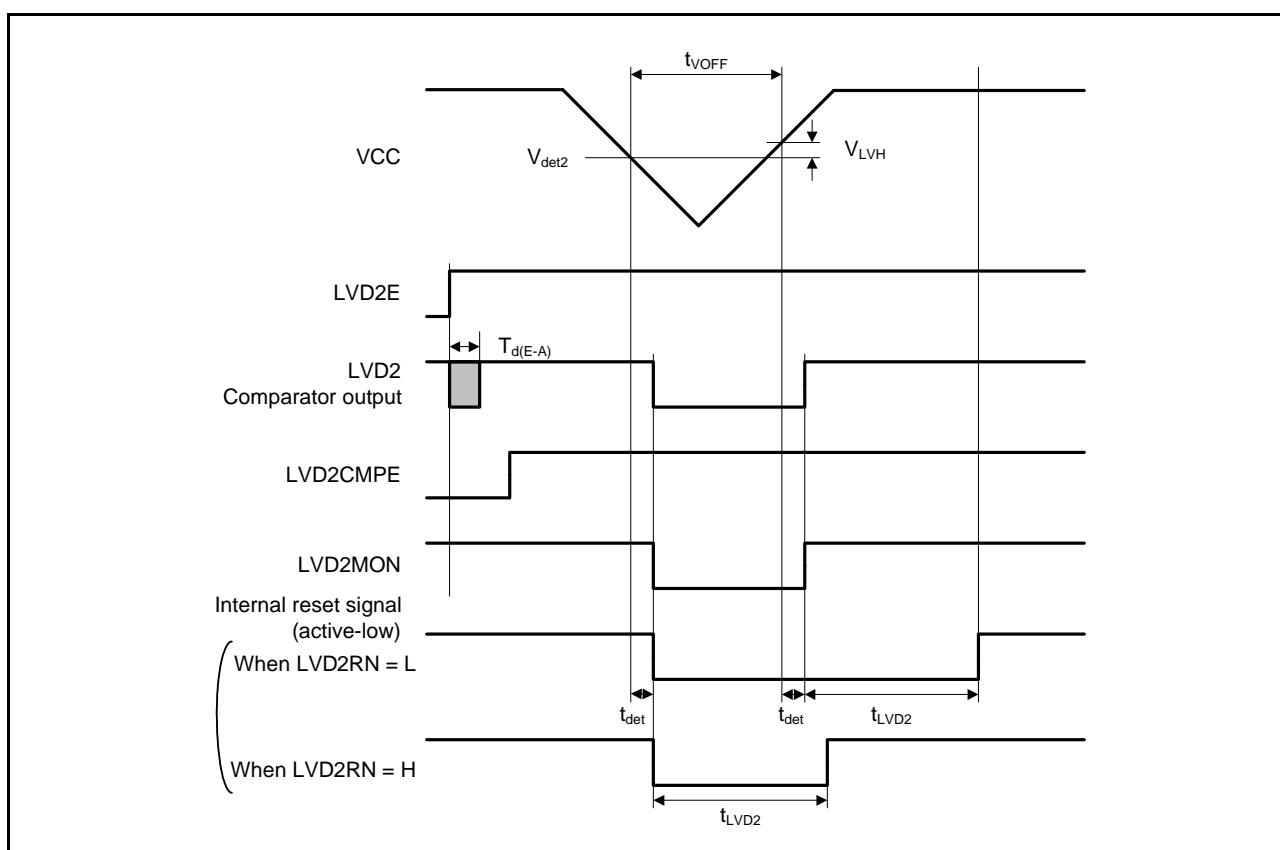 tVOFF
VCC
Vdet2
VLVH
LVD2E
Td(E-A)
LVD2
Comparator output
LVD2CMPE
LVD2MON
Internal reset signal
(active-low)
When LVD2RN = L
tdet
tdet
tLVD2
When LVD2RN = H
tLVD2